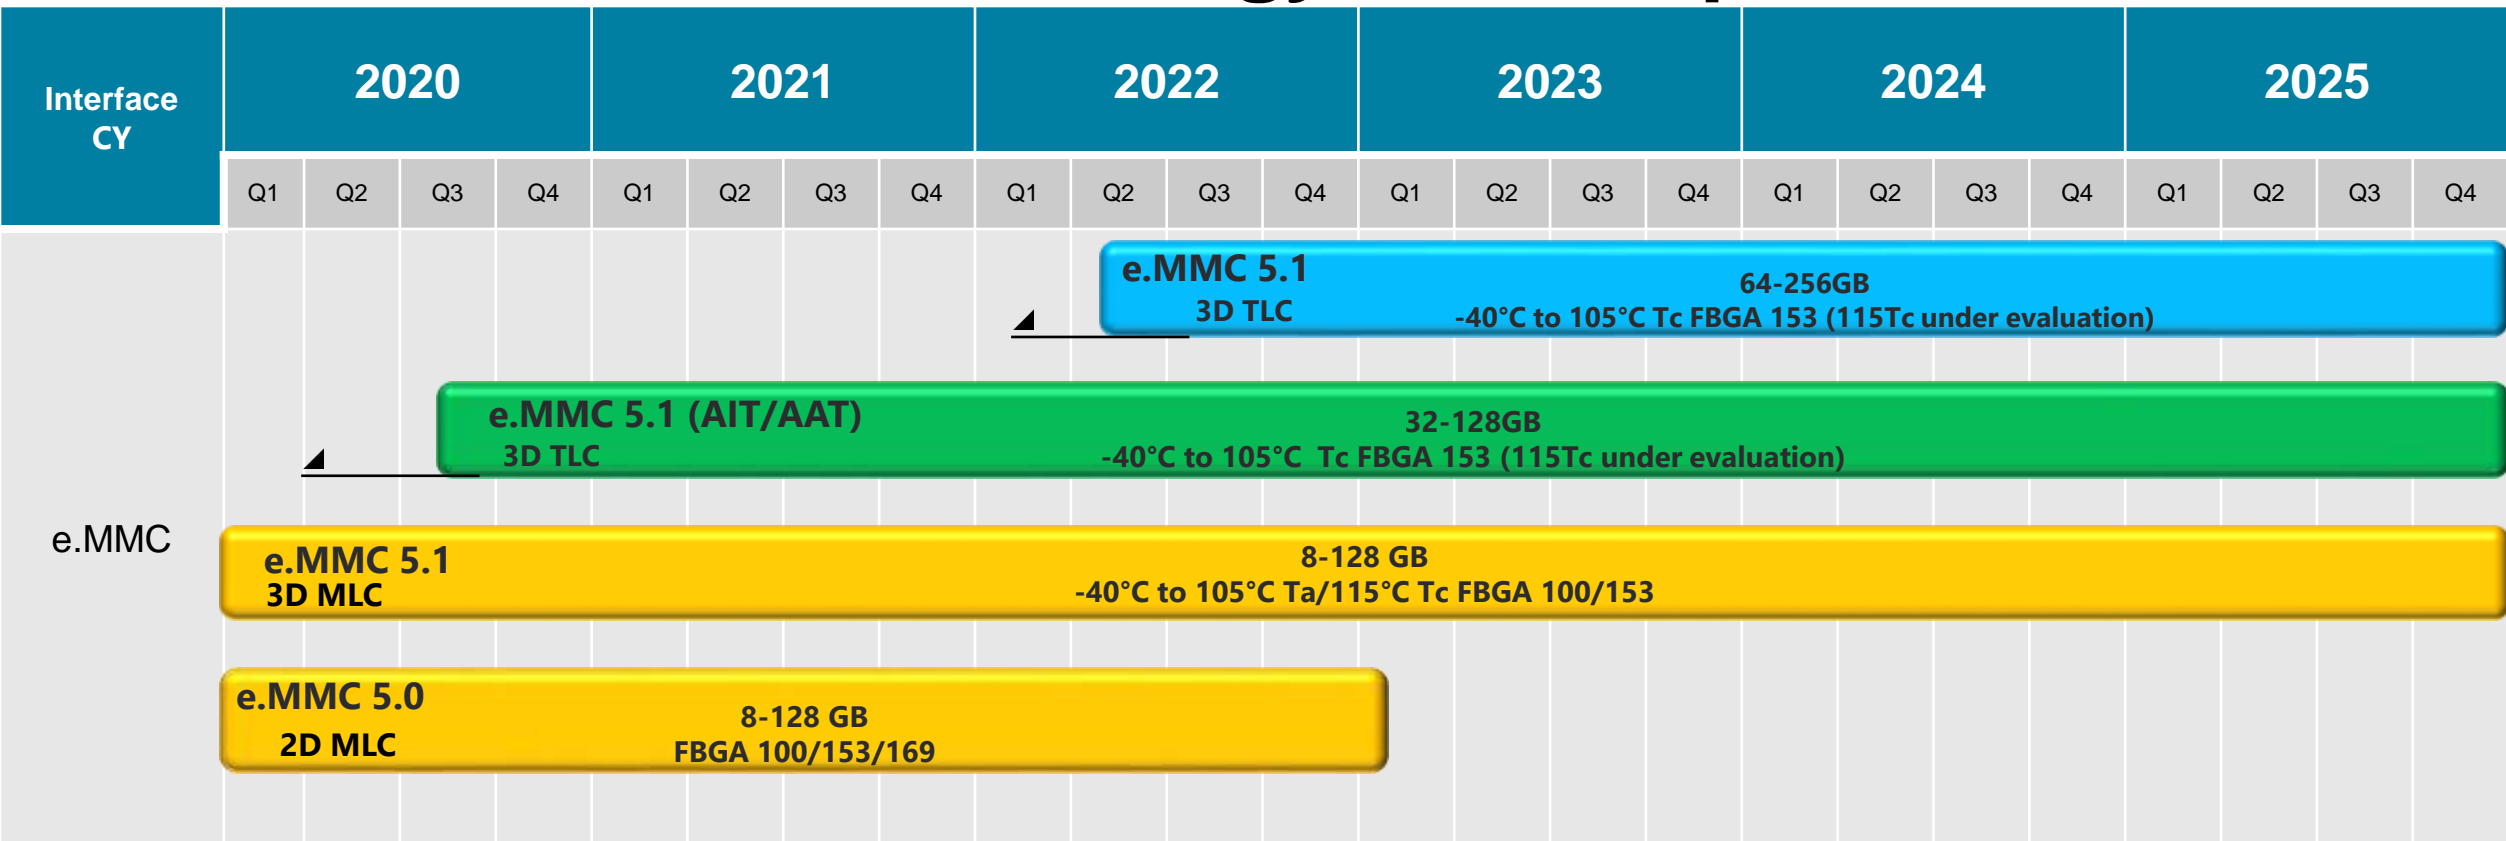 Interface
CY
2020 2021 2022 2023 2024 2025
Q1 Q2 Q3 Q4 Q1 Q2 Q3 Q4 Q1 Q2 Q3 Q4 Q1 Q2 Q3 Q4 Q1 Q2 Q3 Q4 Q1 Q2 Q3 Q4
e.MMC
e.MMC 5.1
3D TLC
64-256GB
-40°C to 105°C Tc FBGA 153 (115Tc under evaluation)
e.MMC 5.1 (AIT/AAT)
3D TLC
32-128GB
-40°C to 105°C Tc FBGA 153 (115Tc under evaluation)
e.MMC 5.1
3D MLC
8-128 GB
-40°C to 105°C Ta/115°C Tc FBGA 100/153
e.MMC 5.0
2D MLC
8-128 GB
FBGA 100/153/169